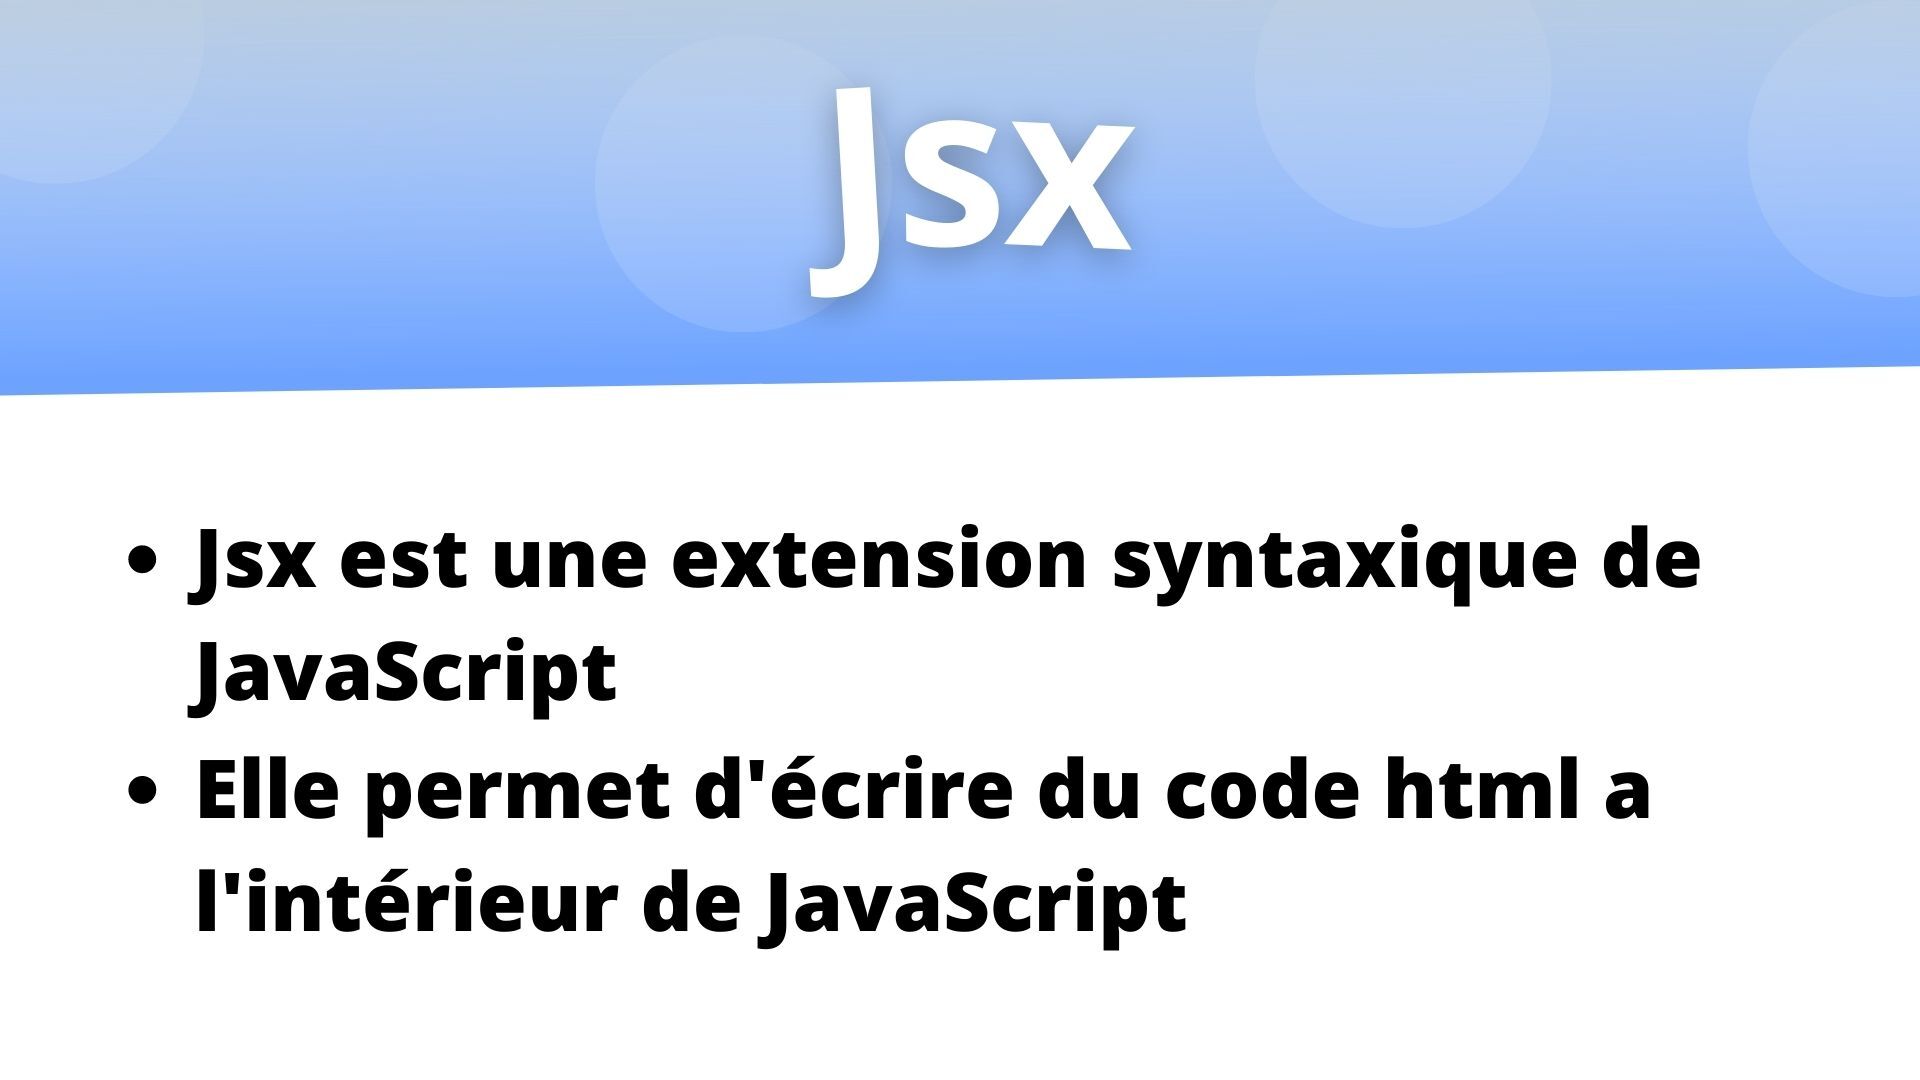 Jsx
• Jsx est une extension syntaxique de
JavaScript
• Elle permet d'écrire du code html a
l'intérieur de JavaScript